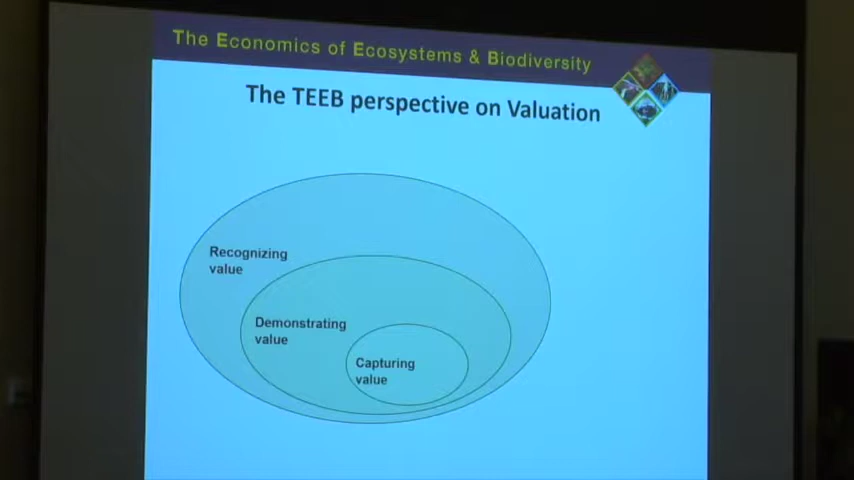 The Economics of Ecosystems & Biodiversity
The TEEB perspective on Valuation
Recognizing
value
Demonstrating
value
Capturing
value